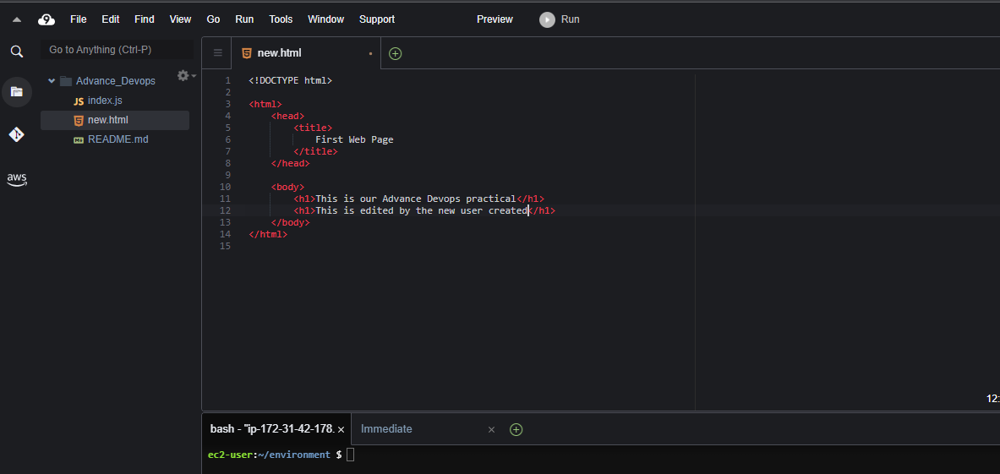 9 File Edit Find View Go Run Tools Window Support Preview Run
Go to Anything (Ctrl-P)
new.html
Advance_Devops
JS index.js
new.html
README.md
aws
1 <!DOCTYPE html>
2
3 <html>
4 <head>
5 <title>
6 First Web Page
7 </title>
8 </head>
9
10 <body>
11 <h1>This is our Advance Devops practical</h1>
12 <h1>This is edited by the new user created</h1>
13 </body>
14 </html>
15
12:
bash - "ip-172-31-42-178. × Immediate ×
ec2-user:~/environment $